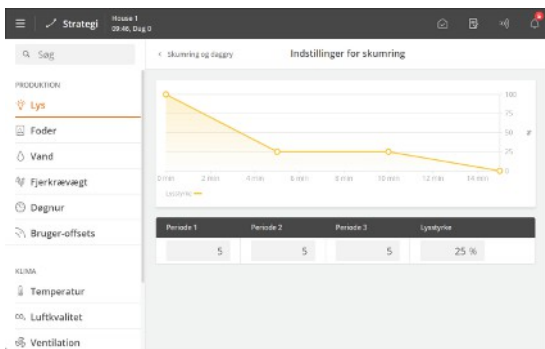 Strategi
House 1
09:46, Dag 0
Søg
Skumring og daggry
Indstillinger for skumring
PRODUKTION
Lys
Foder
Vand
Fjerkrævægt
Døgnur
Bruger-offsets
KLIMA
Temperatur
Luftkvalitet
Ventilation
100
75
50
25
0
%
0 min
2 min
4 min
6 min
8 min
10 min
12 min
14 min
Lysstyrke
Periode 1
Periode 2
Periode 3
Lysstyrke
5
5
5
25 %